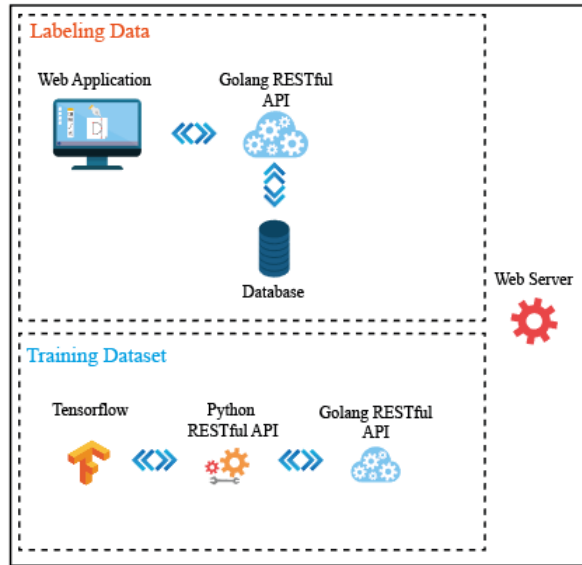 Labeling Data
Web Application
Golang RESTful
API
Database
Web Server
Training Dataset
Tensorflow
Python
RESTful API
Golang RESTful
API